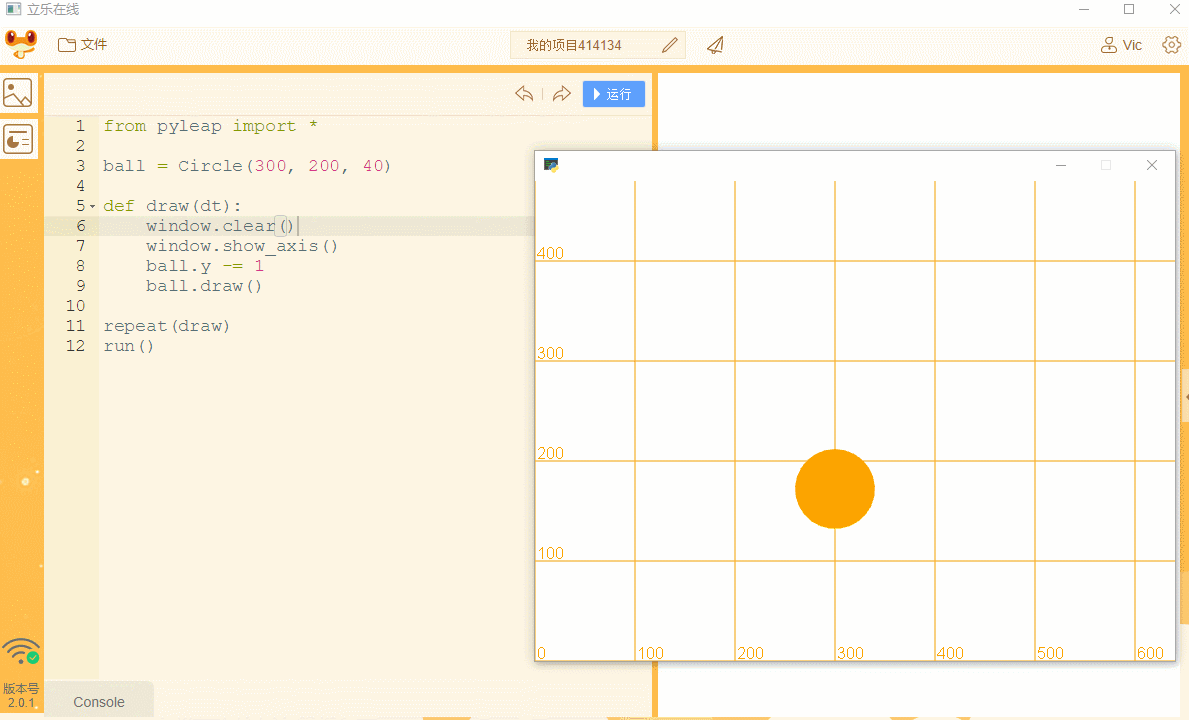 立乐在线
文件
我的项目414134
Vic
运行
1 from pyleap import *
2
3 ball = Circle(300, 200, 40)
4
5 def draw(dt):
6     window.clear()
7     window.show_axis()
8     ball.y -= 1
9     ball.draw()
10
11 repeat(draw)
12 run()
400
300
200
100
0 100 200 300 400 500 600
版本号
2.0.1
Console